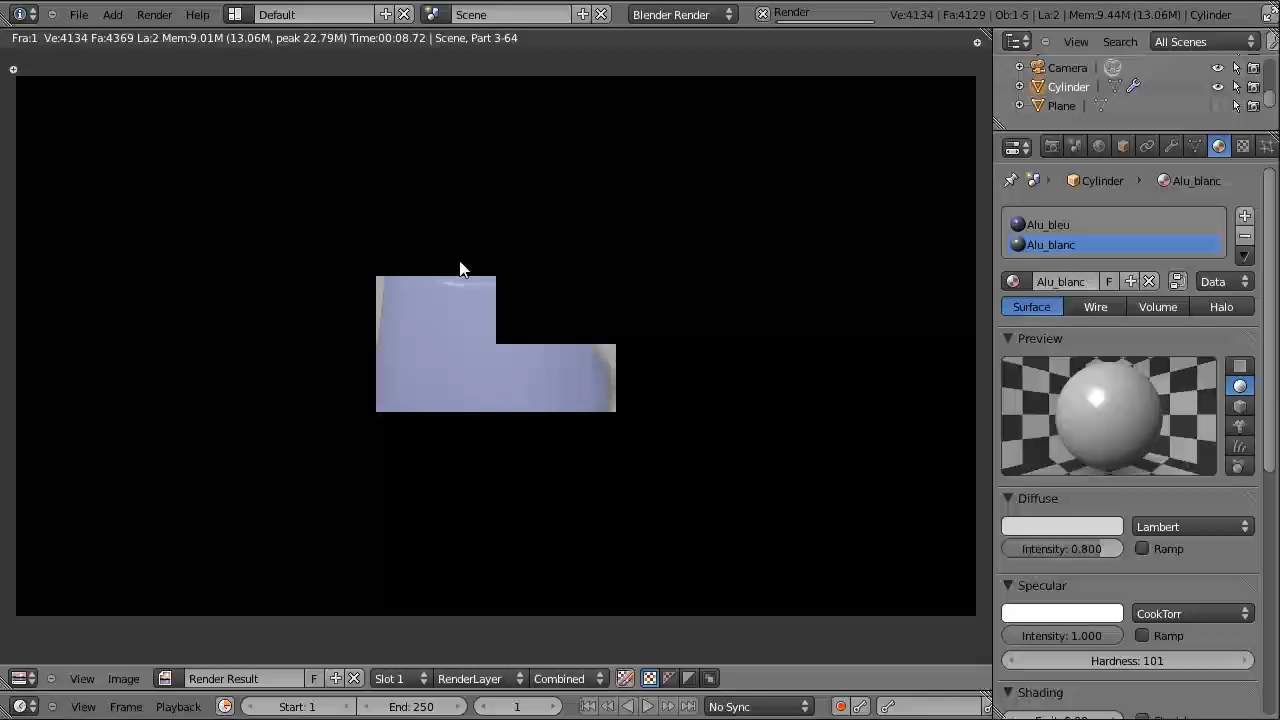 File Add Render Help Default Scene Blender Render Render Ve:4134 | Fa:4129 | Ob:1-5 | La:2 | Mem:9.44M (13.06M) | Cylinder
Fra:1 Ve:4134 Fa:4369 La:2 Mem:9.01M (13.06M, peak 22.79M) Time:00:08.72 | Scene, Part 3-64
View Search All Scenes
Camera
Cylinder
Plane
Cylinder Alu_blanc
Alu_bleu
Alu_blanc
Alu_blanc F Data
Surface Wire Volume Halo
Preview
Diffuse
Lambert
Intensity: 0.800 Ramp
Specular
CookTorr
Intensity: 1.000 Ramp
Hardness: 101
Shading
View Image Render Result F Slot 1 RenderLayer Combined
View Frame Playback Start: 1 End: 250 1 No Sync